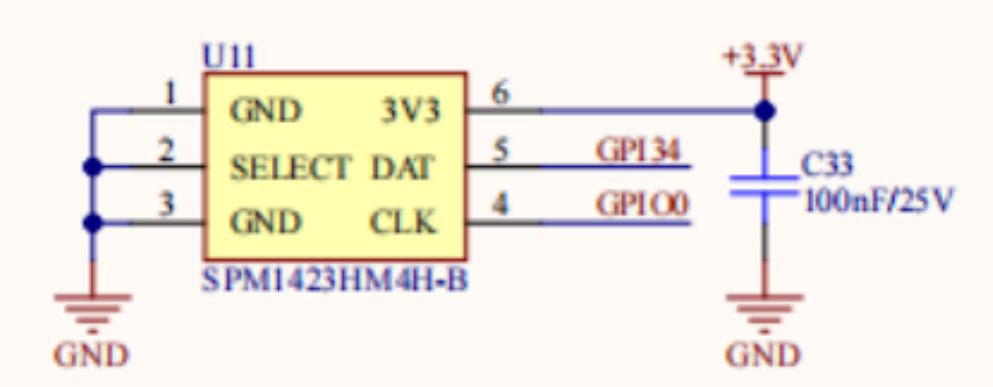 U11
+3.3V
1 GND 3V3 6
2 SELECT DAT 5 GPI34
3 GND CLK 4 GPIO0
C33
100nF/25V
SPM1423HM4H-B
GND GND